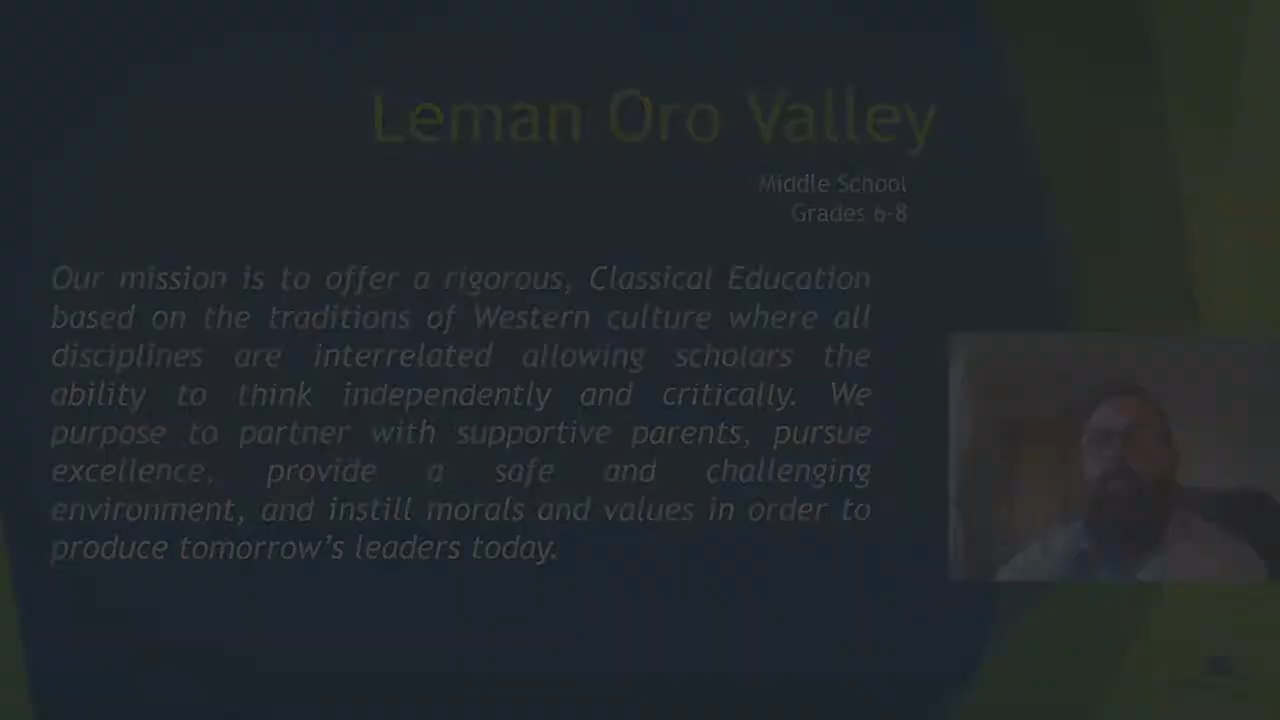 Leman Oro Valley
Middle School
Grades 6-8
Our mission is to offer a rigorous, Classical Education
based on the traditions of Western culture where all
disciplines are interrelated allowing scholars the
ability to think independently and critically. We
purpose to partner with supportive parents, pursue
excellence, provide a safe and challenging
environment, and instill morals and values in order to
produce tomorrow's leaders today.